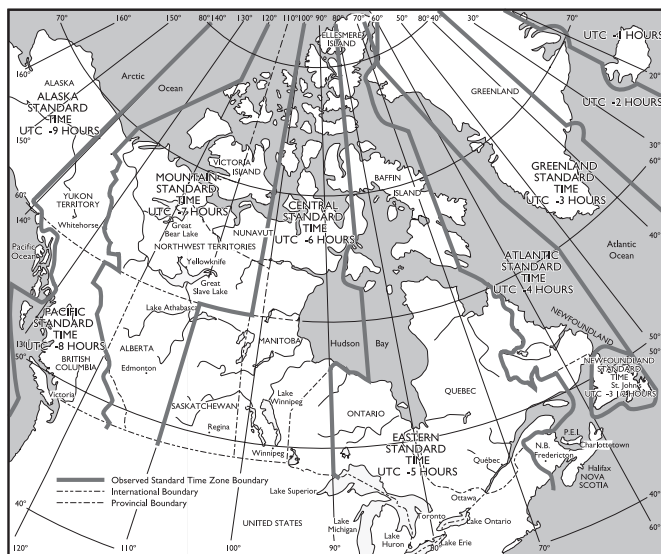 70°
80°
140°
120°
110°
100°
90°
80°
60°
50°
80°
40°
30°
70°
UTC -1 HOURS
20°
UTC -2 HOURS
30°
60°
40°
ELLESMERE
ISLAND
160°
ALASKA
ALASKA
STANDARD
TIME
UTC -9 HOURS
150°
Arctic
Ocean
GREENLAND
GREENLAND
STANDARD
TIME
UTC -3 HOURS
VICTORIA
ISLAND
MOUNTAIN
STANDARD
TIME
UTC -7 HOURS
Great
Bear Lake
BAFFIN
ISLAND
CENTRAL
STANDARD
TIME
UTC -6 HOURS
NUNAVUT
NORTHWEST TERRITORIES
60°
140°
YUKON
TERRITORY
Whitehorse
Pacific
Ocean
Yellowknife
Great
Slave Lake
Lake Athabasca
Atlantic
Ocean
ATLANTIC
STANDARD
TIME
UTC -4 HOURS
NEWFOUNDLAND
PACIFIC
STANDARD
TIME
UTC -8 HOURS
50°
BRITISH
COLUMBIA
Victoria
ALBERTA
Edmonton
MANITOBA
Hudson
Bay
50°
50°
NEWFOUNDLAND
STANDARD
TIME
St. John's
UTC -3 1/2 HOURS
SASKATCHEWAN
Regina
Lake
Winnipeg
Winnipeg
ONTARIO
QUEBEC
EASTERN
STANDARD
TIME
UTC -5 HOURS
Québec
Ottawa
P.E.I.
Charlottetown
N.B.
Fredericton
Halifax
NOVA
SCOTIA
60°
40°
Observed Standard Time Zone Boundary
International Boundary
Provincial Boundary
Lake Superior
UNITED STATES
Lake
Michigan
Lake
Huron
Toronto
Lake Ontario
Lake Erie
40°
120°
110°
100°
90°
80°
70°